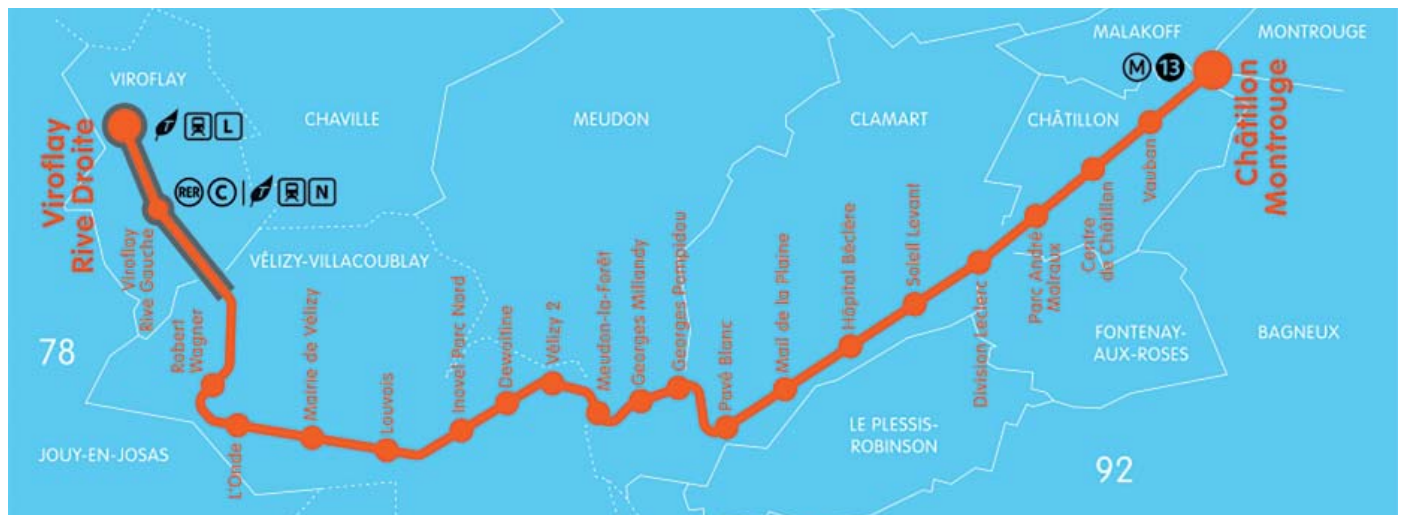 MALAKOFF
MONTROUGE
M 13
VIROFLAY
CHAVILLE
MEUDON
CLAMART
CHÂTILLON
Châtillon
Montrouge
Viroflay
Rive Droite
T L
RER C T N
Viroflay
Rive Gauche
VÉLIZY-VILLACOUBLAY
Robert
Wagner
L'Onde
Mairie de Vélizy
Louvois
Inovel Parc Nord
Dewoitine
Vélizy 2
Meudon-la-Forêt
Georges Millandy
Georges Pompidou
Pavé Blanc
Mail de la Plaine
Hôpital Béclère
Soleil Levant
Division Leclerc
Parc André
Malraux
Centre
de Châtillon
Vauban
78
FONTENAY-
AUX-ROSES
BAGNEUX
LE PLESSIS-
ROBINSON
JOUY-EN-JOSAS
92